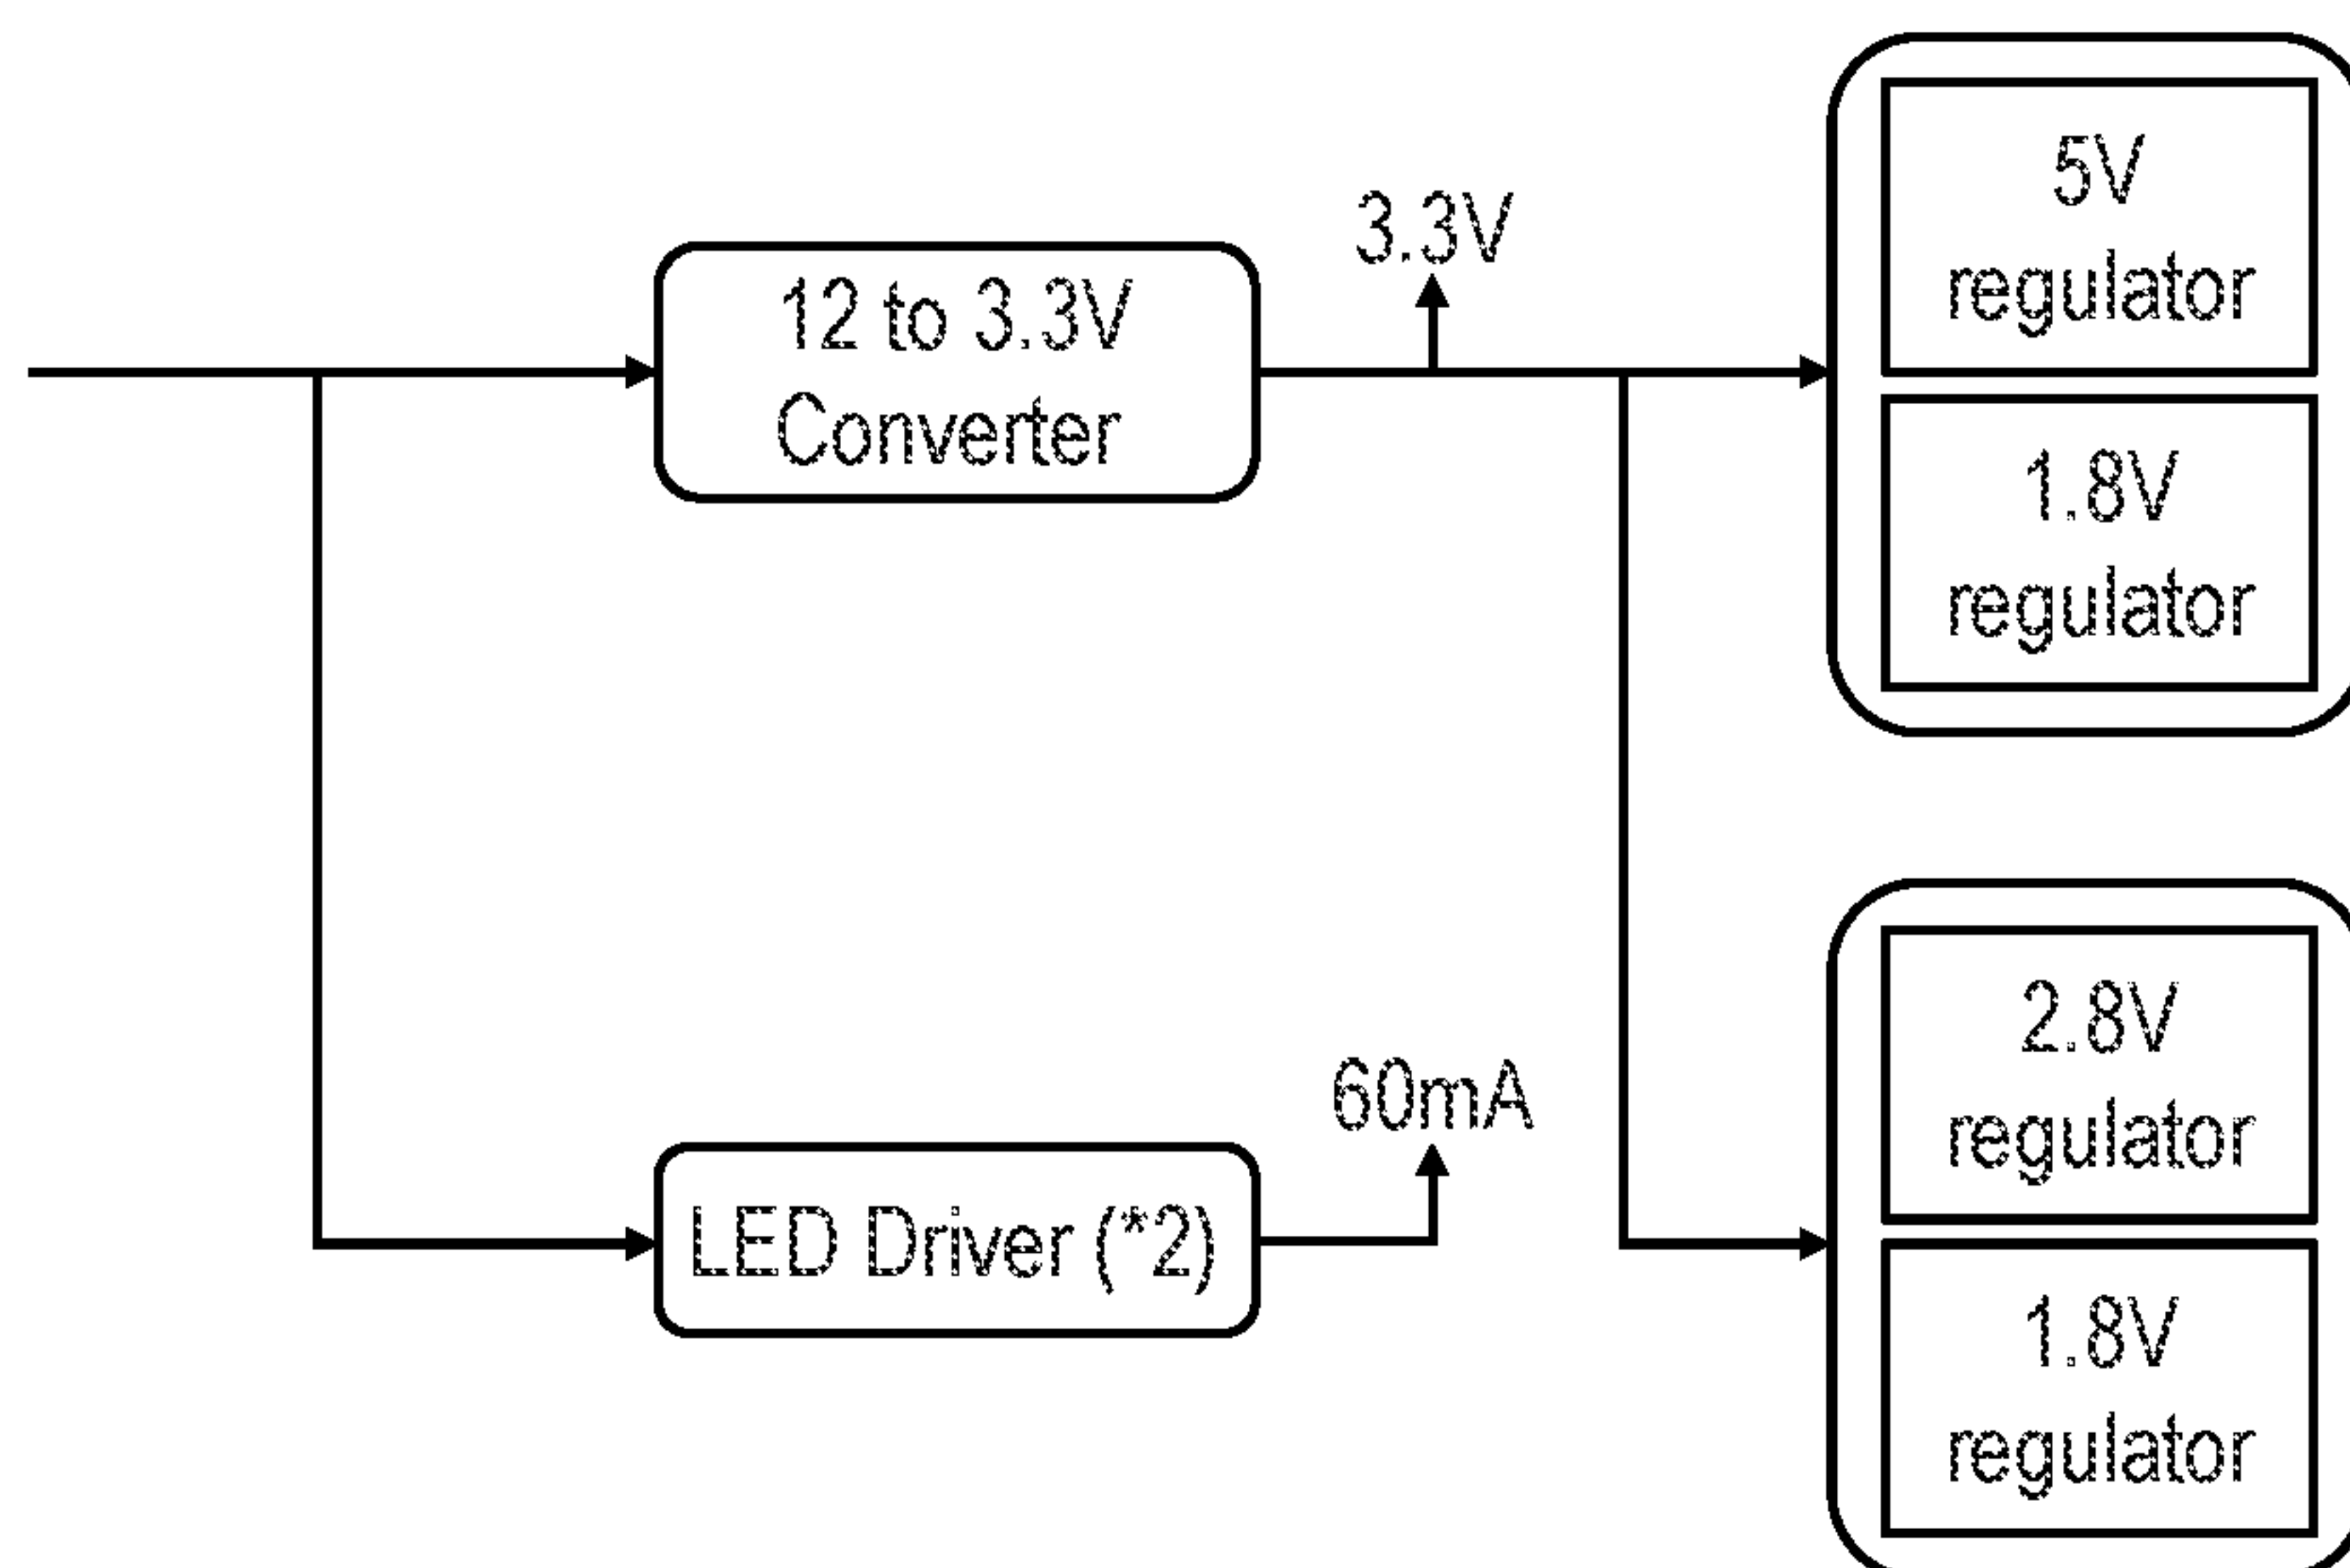 12 to 3.3V
Converter
3.3V
5V
regulator
1.8V
regulator
LED Driver (*2)
60mA
2.8V
regulator
1.8V
regulator